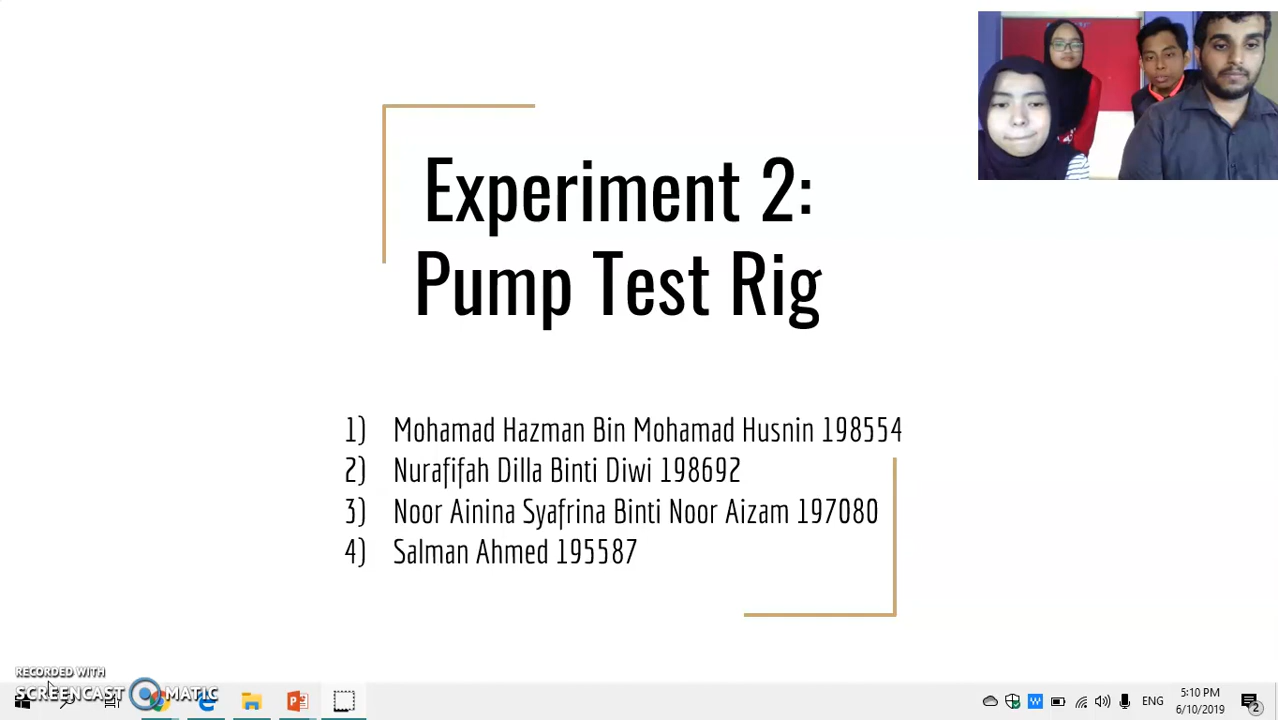 Experiment 2:
Pump Test Rig
1) Mohamad Hazman Bin Mohamad Husnin 198554
2) Nurafifah Dilla Binti Diwi 198692
3) Noor Ainina Syafrina Binti Noor Aizam 197080
4) Salman Ahmed 195587
RECORDED WITH
SCREENCAST MATIC
W
ENG
5:10 PM
6/10/2019
2